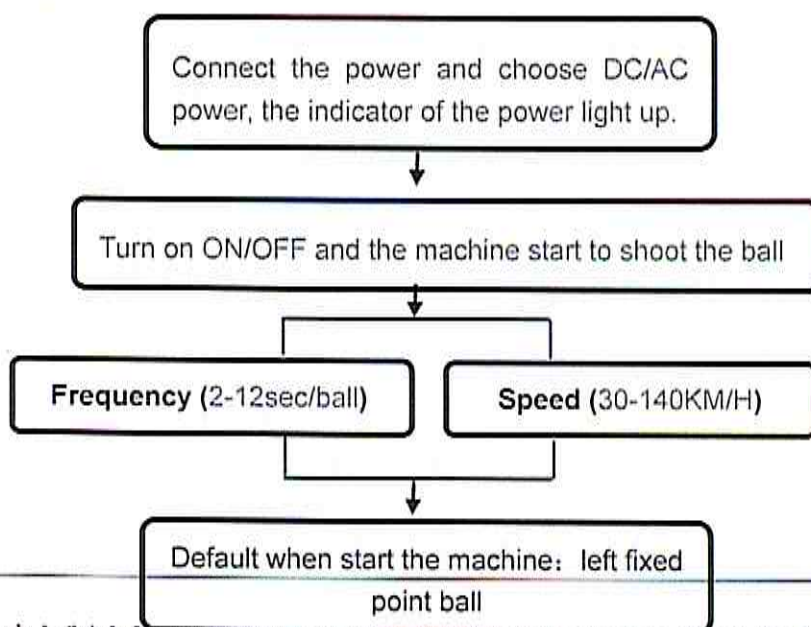 Connect the power and choose DC/AC
power, the indicator of the power light up.
Turn on ON/OFF and the machine start to shoot the ball
Frequency (2-12sec/ball)
Speed (30-140KM/H)
Default when start the machine: left fixed
point ball